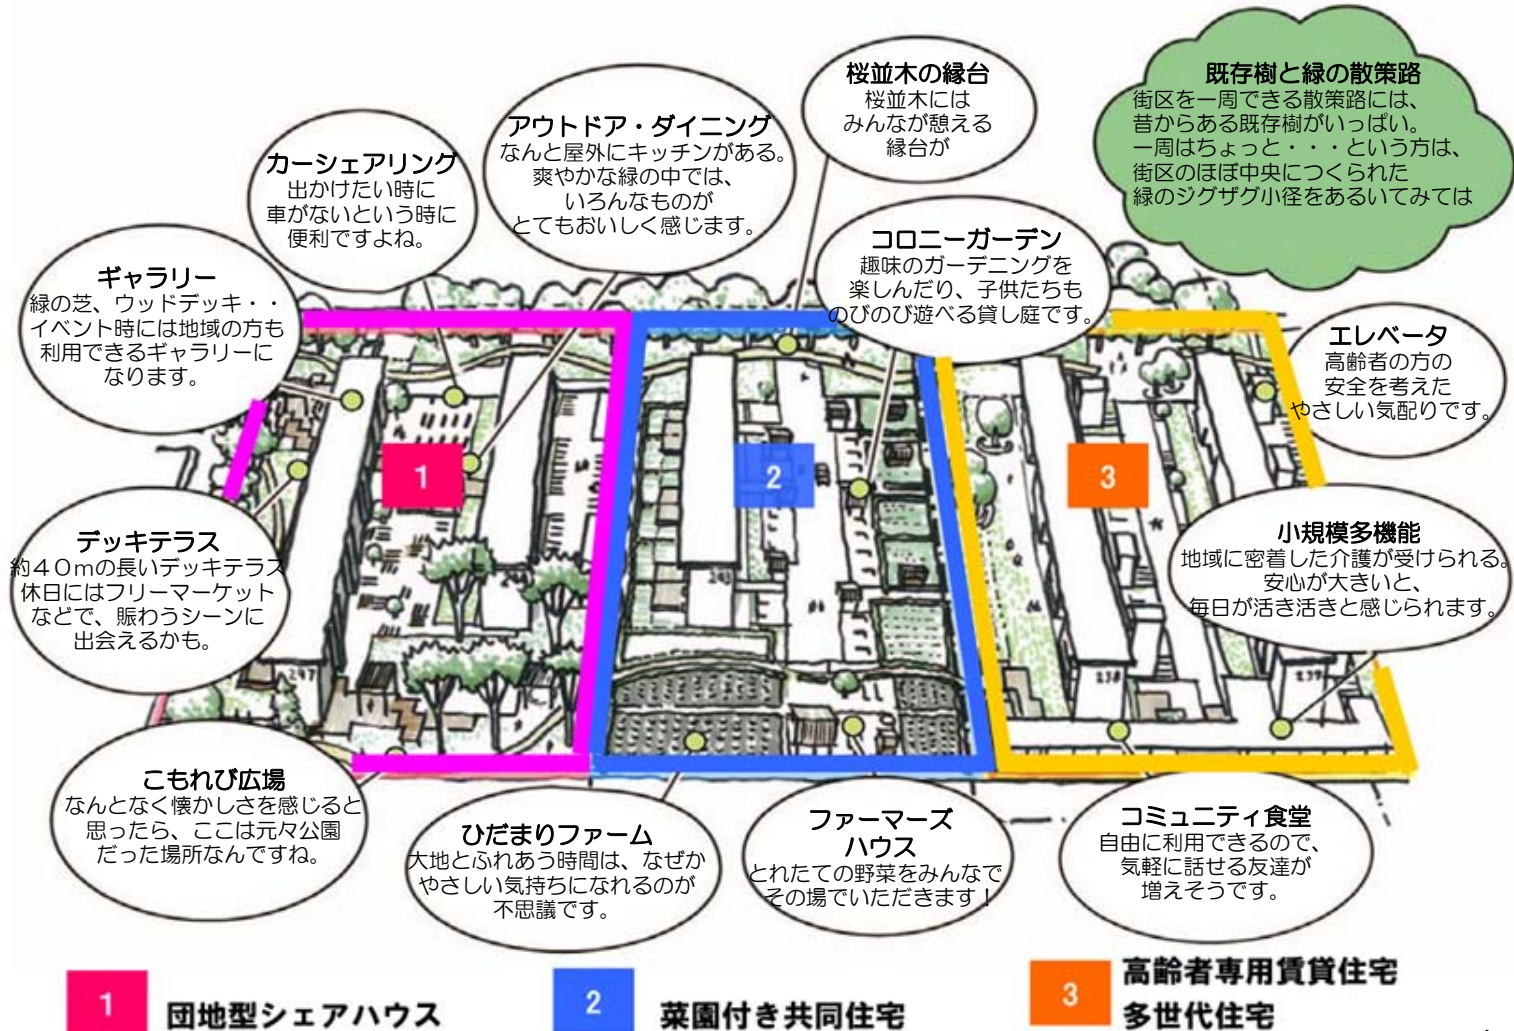 桜並木の縁台
桜並木には
みんなが憩える
縁台が
既存樹と緑の散策路
街区を一周できる散策路には、
昔からある既存樹がいっぱい。
一周はちょっと・・・という方は、
街区のほぼ中央につくられた
緑のジグザグ小径をあるいてみては
アウトドア・ダイニング
なんと屋外にキッチンがある。
爽やかな緑の中では、
いろんなものが
とてもおいしく感じます。
カーシェアリング
出かけたい時に
車がないという時に
便利ですよね。
コロニーガーデン
趣味のガーデニングを
楽しんだり、子供たちも
のびのび遊べる貸し庭です。
ギャラリー
緑の芝、ウッドデッキ・・
イベント時には地域の方も
利用できるギャラリーに
なります。
エレベータ
高齢者の方の
安全を考えた
やさしい気配りです。
1
2
3
デッキテラス
約40mの長いデッキテラス
休日にはフリーマーケット
などで、賑わうシーンに
出会えるかも。
小規模多機能
地域に密着した介護が受けられる。
安心が大きいと、
毎日が活き活きと感じられます。
247
246
243
238
239
こもれび広場
なんとなく懐かしさを感じると
思ったら、ここは元々公園
だった場所なんですね。
ひだまりファーム
大地とふれあう時間は、なぜか
やさしい気持ちになれるのが
不思議です。
ファーマーズ
ハウス
とれたての野菜をみんなで
その場でいただきます！
コミュニティ食堂
自由に利用できるので、
気軽に話せる友達が
増えそうです。
1
団地型シェアハウス
2
菜園付き共同住宅
3
高齢者専用賃貸住宅
多世代住宅